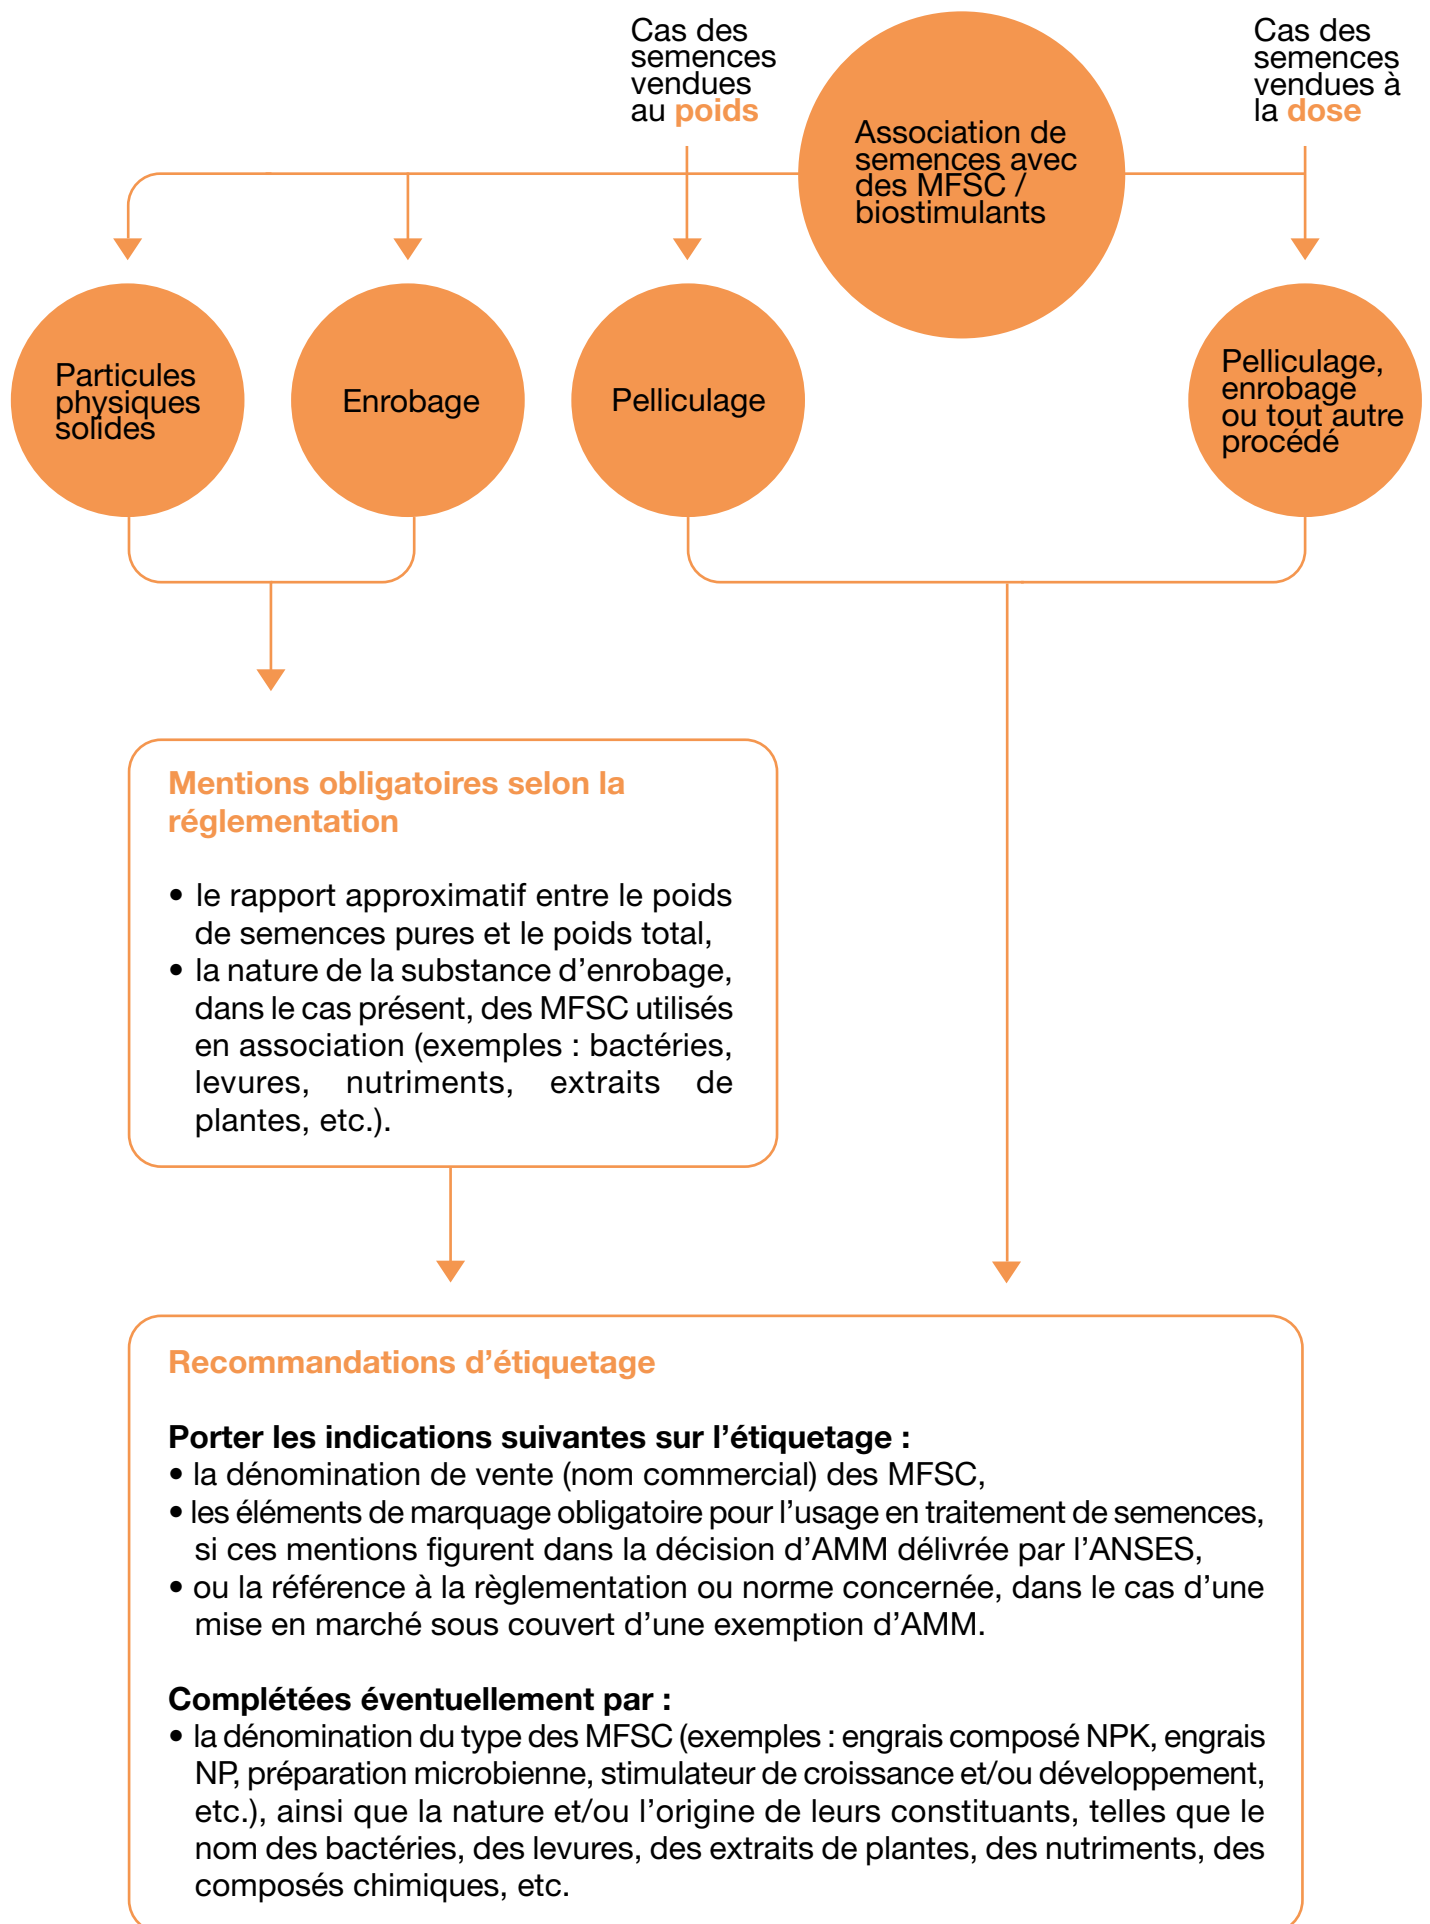 Cas des
semences
vendues
au poids
Association de
semences avec
des MFSC /
biostimulants
Cas des
semences
vendues à
la dose
Particules
physiques
solides
Enrobage
Pelliculage
Pelliculage,
enrobage
ou tout autre
procédé
Mentions obligatoires selon la
réglementation
• le rapport approximatif entre le poids
de semences pures et le poids total,
• la nature de la substance d’enrobage,
dans le cas présent, des MFSC utilisés
en association (exemples : bactéries,
levures, nutriments, extraits de
plantes, etc.).
Recommandations d’étiquetage
Porter les indications suivantes sur l’étiquetage :
• la dénomination de vente (nom commercial) des MFSC,
• les éléments de marquage obligatoire pour l’usage en traitement de semences,
si ces mentions figurent dans la décision d’AMM délivrée par l’ANSES,
• ou la référence à la règlementation ou norme concernée, dans le cas d’une
mise en marché sous couvert d’une exemption d’AMM.
Complétées éventuellement par :
• la dénomination du type des MFSC (exemples : engrais composé NPK, engrais
NP, préparation microbienne, stimulateur de croissance et/ou développement,
etc.), ainsi que la nature et/ou l’origine de leurs constituants, telles que le
nom des bactéries, des levures, des extraits de plantes, des nutriments, des
composés chimiques, etc.